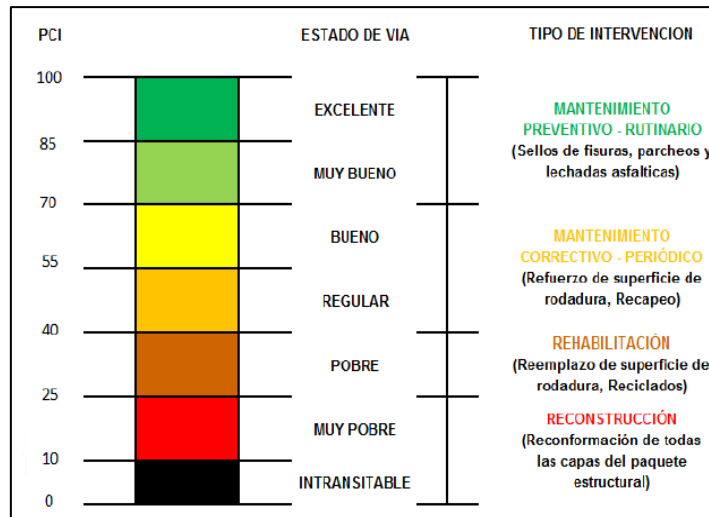 PCI ESTADO DE VIA TIPO DE INTERVENCION
100
EXCELENTE
MANTENIMIENTO
PREVENTIVO - RUTINARIO
(Sellos de fisuras, parcheos y
lechadas asfalticas)
85
MUY BUENO
70
BUENO
MANTENIMIENTO
CORRECTIVO - PERIÓDICO
(Refuerzo de superficie de
rodadura, Recapeo)
55
REGULAR
40
POBRE
REHABILITACIÓN
(Reemplazo de superficie de
rodadura, Reciclados)
25
MUY POBRE
RECONSTRUCCIÓN
(Reconformación de todas
las capas del paquete
estructural)
10
INTRANSITABLE
0